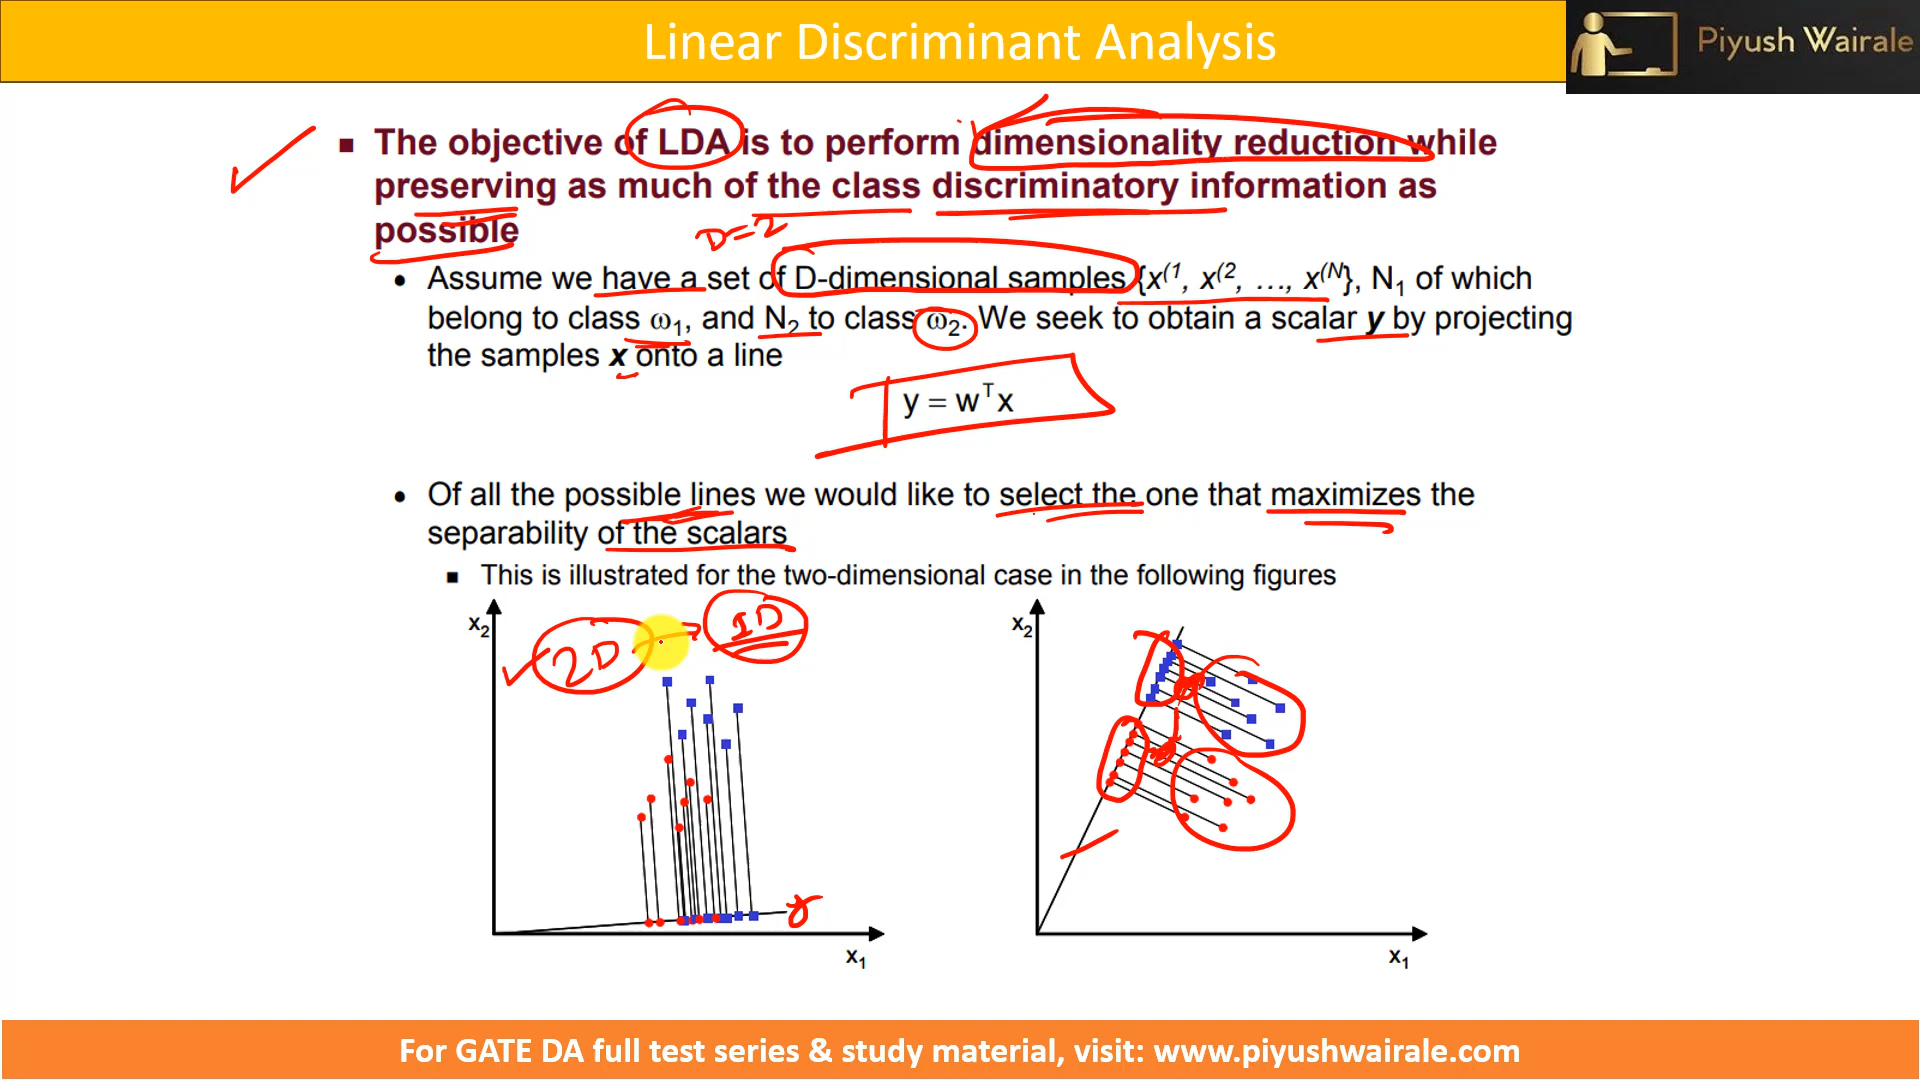 Linear Discriminant Analysis
Piyush Wairale
The objective of LDA is to perform dimensionality reduction while
preserving as much of the class discriminatory information as
possible
D=2
Assume we have a set of D-dimensional samples {x(1, x(2, …, x(N}, N1 of which
belong to class ω1, and N2 to class ω2. We seek to obtain a scalar y by projecting
the samples x onto a line
y = wTx
Of all the possible lines we would like to select the one that maximizes the
separability of the scalars
This is illustrated for the two-dimensional case in the following figures
x2
2D → 1D
x1
x2
x1
For GATE DA full test series & study material, visit: www.piyushwairale.com